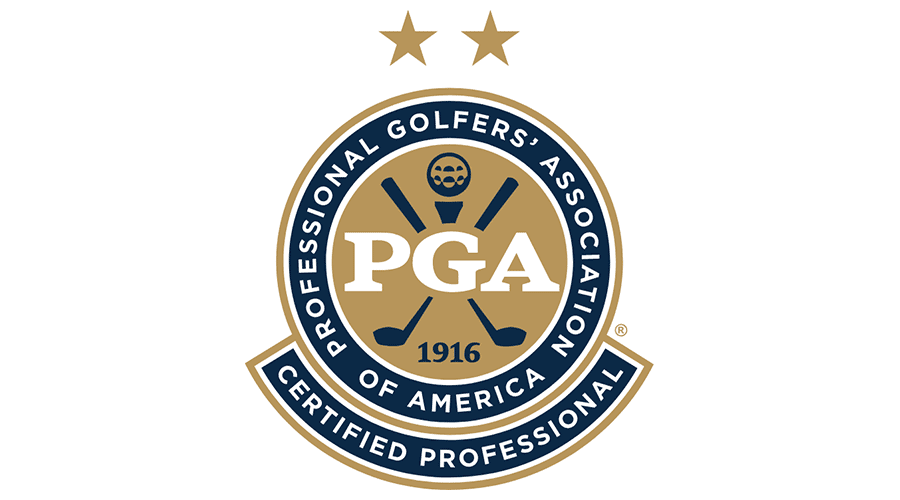 PROFESSIONAL GOLFERS' ASSOCIATION
OF AMERICA
PGA
1916
CERTIFIED PROFESSIONAL
®